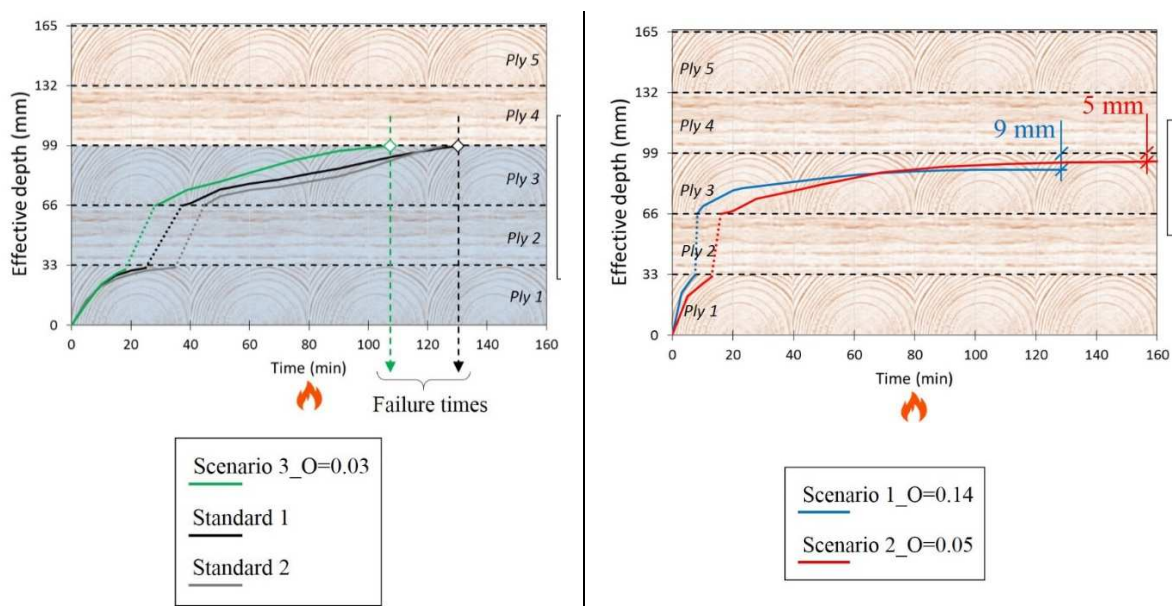 165
132
99
66
33
0
Effective depth (mm)
Ply 5
Ply 4
Ply 3
Ply 2
Ply 1
0 20 40 60 80 100 120 140 160
Time (min)
Failure times
Scenario 3_O=0.03
Standard 1
Standard 2
165
132
99
66
33
0
Effective depth (mm)
Ply 5
Ply 4
Ply 3
Ply 2
Ply 1
9 mm
5 mm
0 20 40 60 80 100 120 140 160
Time (min)
Scenario 1_O=0.14
Scenario 2_O=0.05